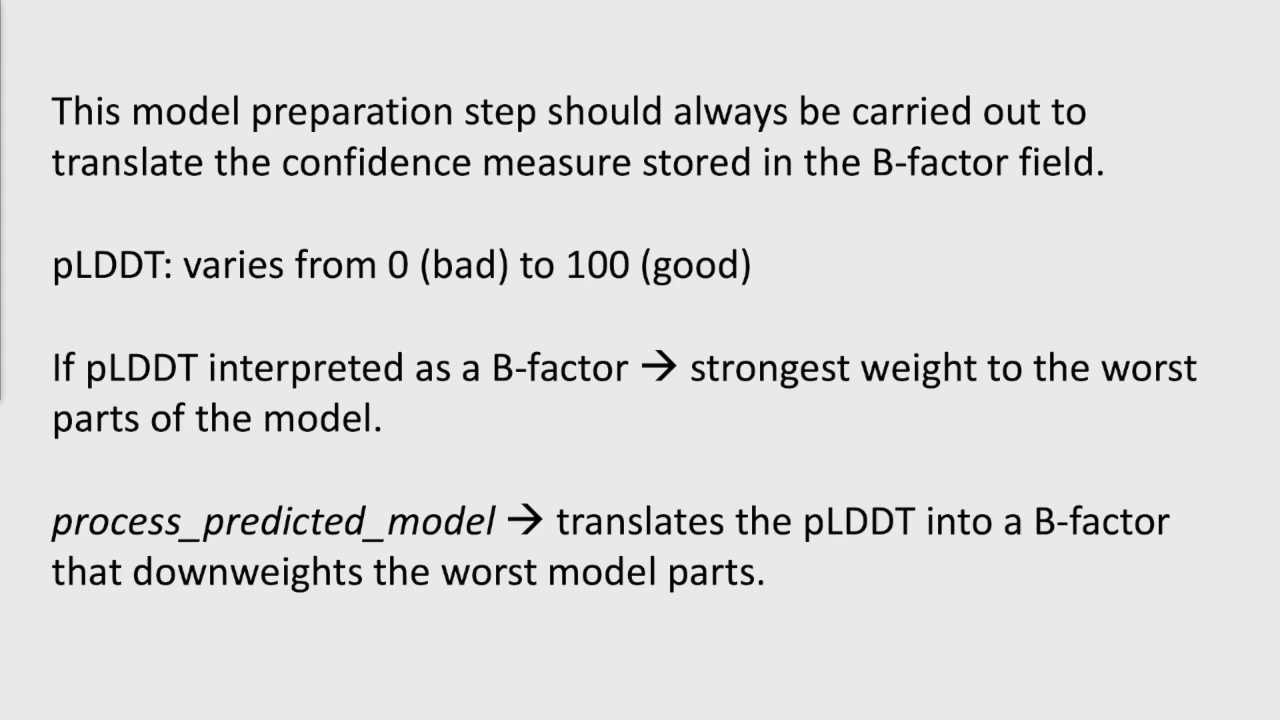 This model preparation step should always be carried out to
translate the confidence measure stored in the B-factor field.
pLDDT: varies from 0 (bad) to 100 (good)
If pLDDT interpreted as a B-factor → strongest weight to the worst
parts of the model.
process_predicted_model → translates the pLDDT into a B-factor
that downweights the worst model parts.